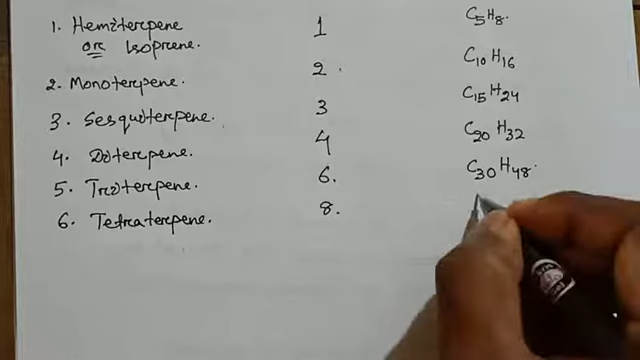 1. Hemiterpene 1 C5H8.
or Isoprene.
2. Monoterpene. 2. C10H16
3. Sesquiterpene. 3 C15H24
4. Diterpene. 4 C20H32
5. Triterpene. 6. C30H48.
6. Tetraterpene. 8.